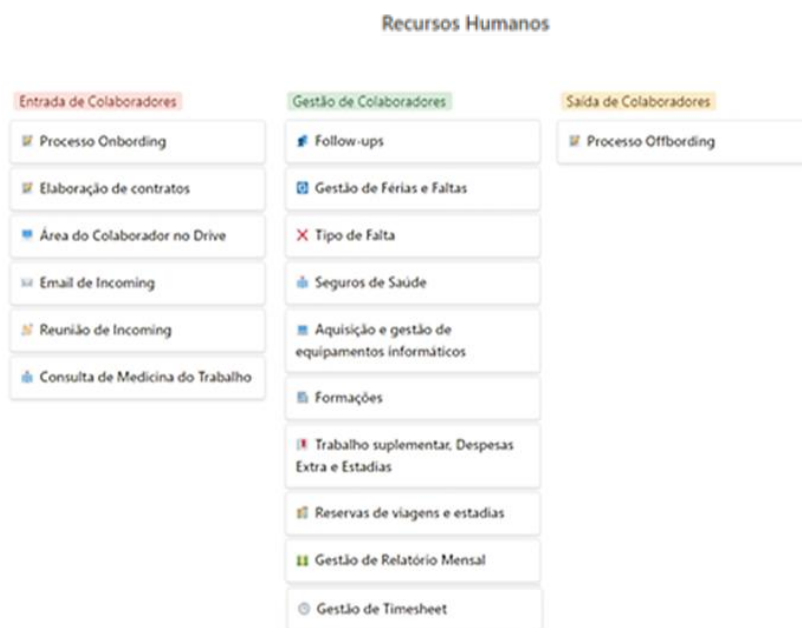 Recursos Humanos
Entrada de Colaboradores
Processo Onbording
Elaboração de contratos
Área do Colaborador no Drive
Email de Incoming
Reunião de Incoming
Consulta de Medicina do Trabalho
Gestão de Colaboradores
Follow-ups
Gestão de Férias e Faltas
Tipo de Falta
Seguros de Saúde
Aquisição e gestão de
equipamentos informáticos
Formações
Trabalho suplementar, Despesas
Extra e Estadias
Reservas de viagens e estadias
Gestão de Relatório Mensal
Gestão de Timesheet
Saída de Colaboradores
Processo Offbording